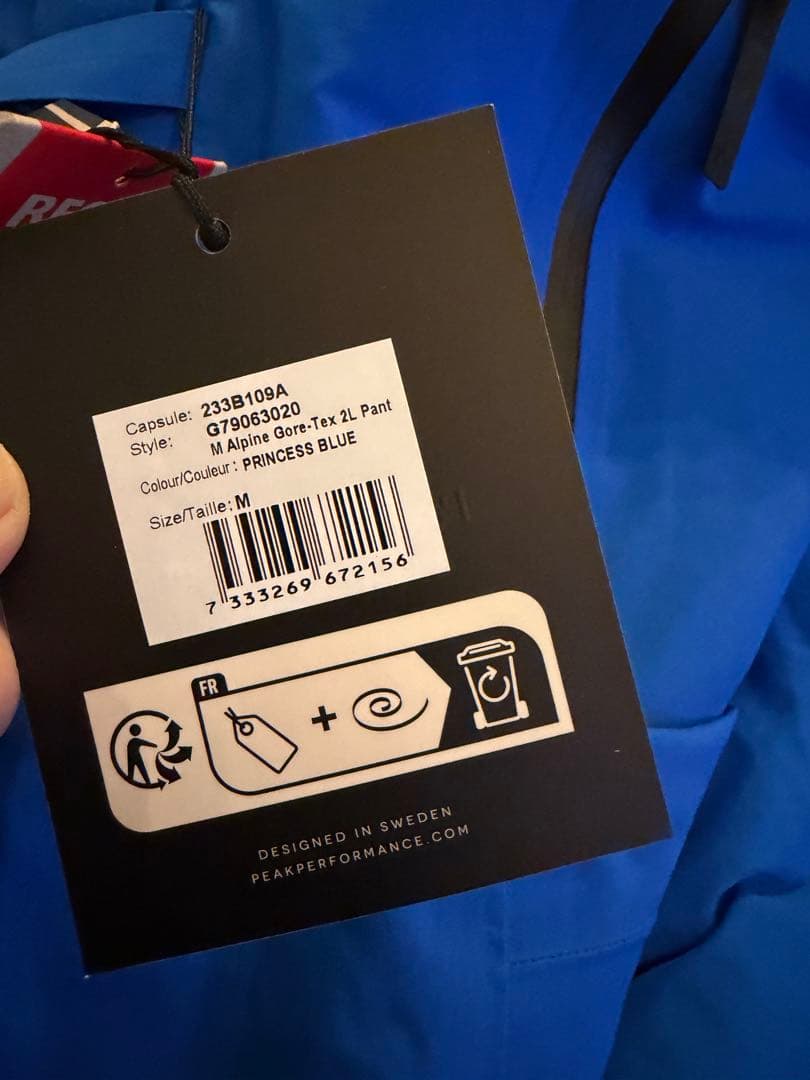 Capsule: 233B109A
Style: G79063020
M Alpine Gore-Tex 2L Pant
Colour/Couleur: PRINCESS BLUE
Size/Taille: M
7 333269 672156
FR
DESIGNED IN SWEDEN
PEAKPERFORMANCE.COM